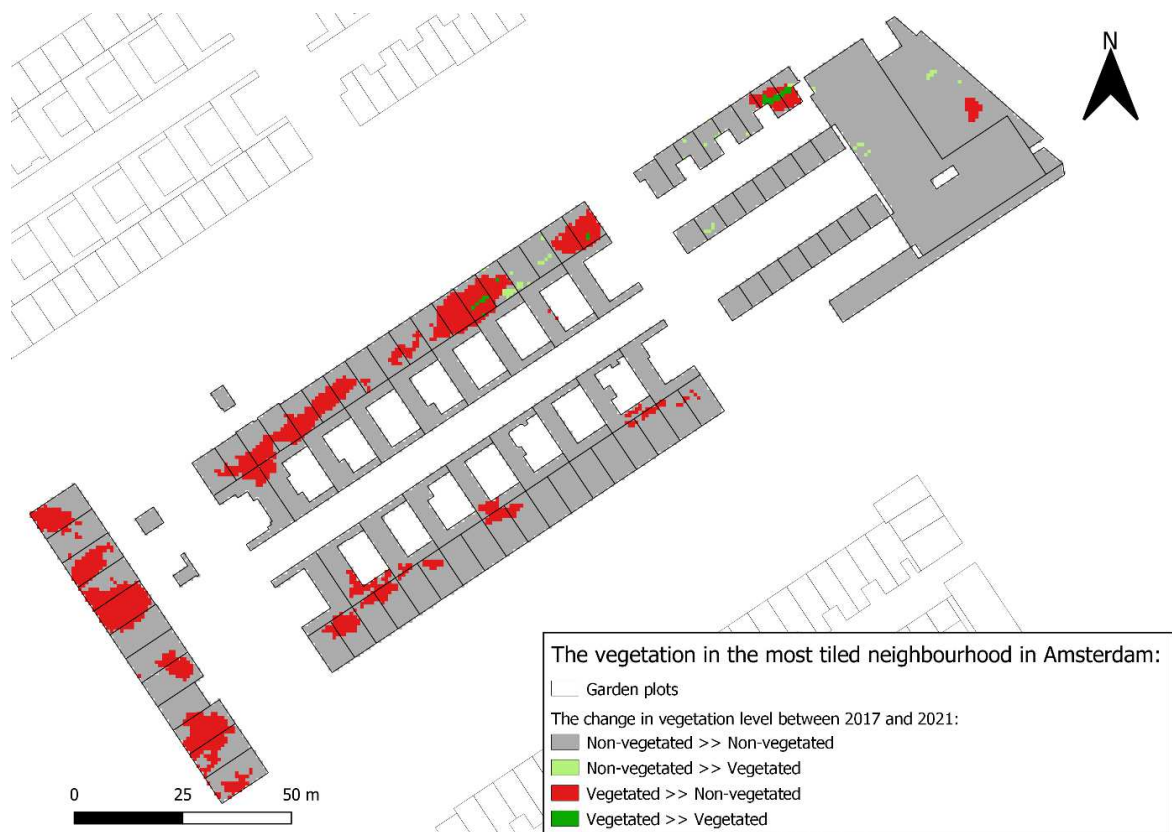 N
The vegetation in the most tiled neighbourhood in Amsterdam:
Garden plots
The change in vegetation level between 2017 and 2021:
Non-vegetated >> Non-vegetated
Non-vegetated >> Vegetated
Vegetated >> Non-vegetated
Vegetated >> Vegetated
0 25 50 m